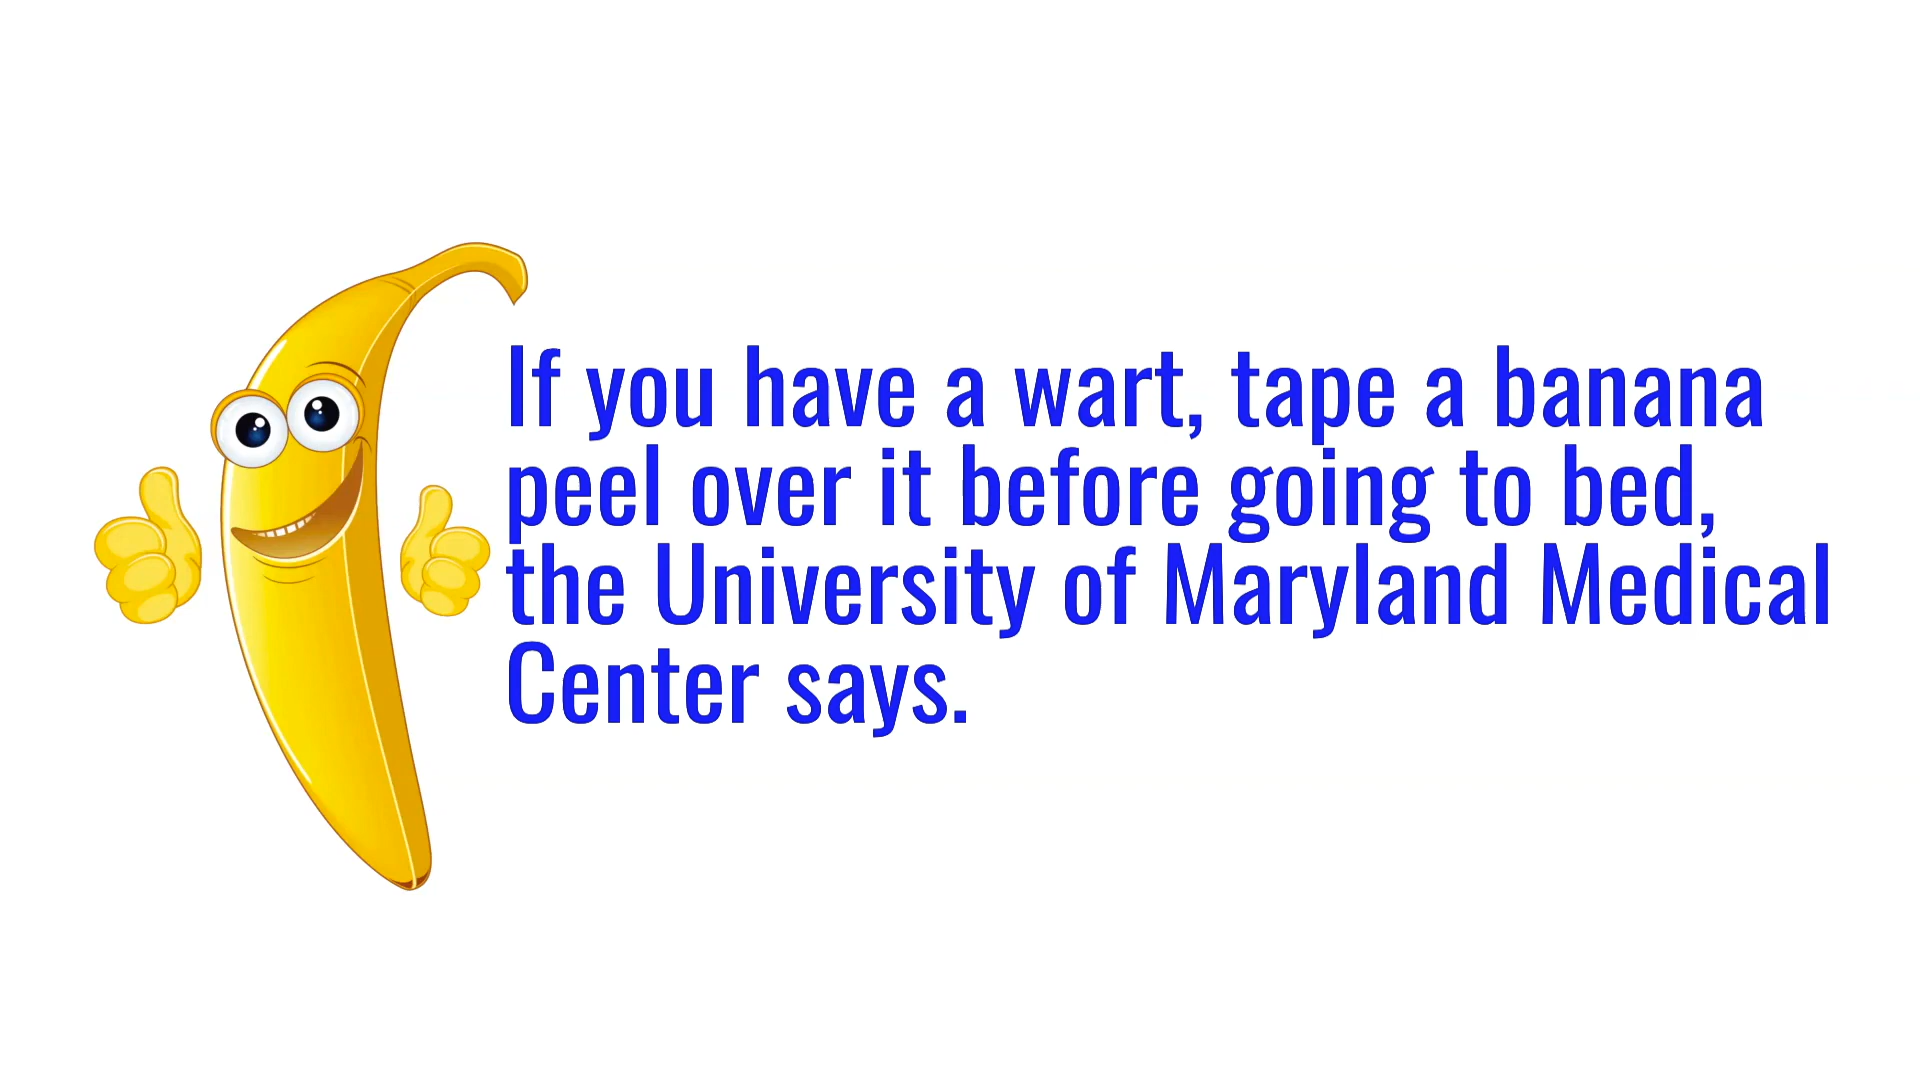 If you have a wart, tape a banana
peel over it before going to bed,
the University of Maryland Medical
Center says.